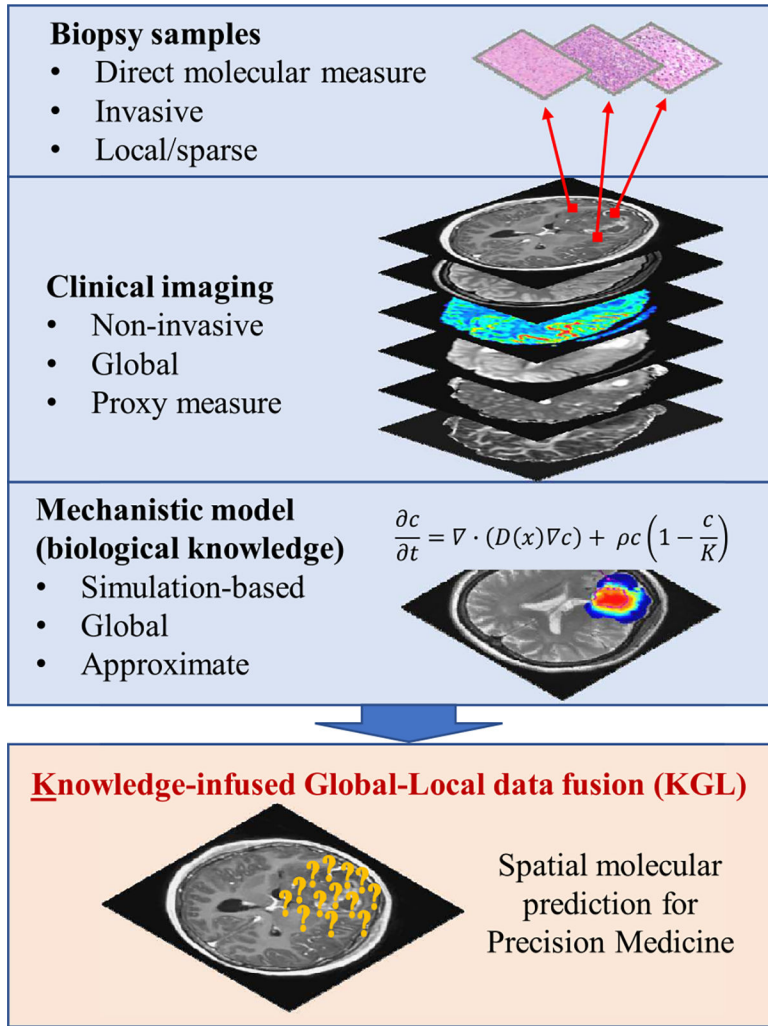 Biopsy samples
• Direct molecular measure
• Invasive
• Local/sparse
Clinical imaging
• Non-invasive
• Global
• Proxy measure
Mechanistic model
(biological knowledge)
• Simulation-based
• Global
• Approximate
∂c/∂t = ∇ · (D(x)∇c) + ρc (1 − c/K)
Knowledge-infused Global-Local data fusion (KGL)
? ? ? ? ? ? ? ? ? ? ? ? ? ?
Spatial molecular
prediction for
Precision Medicine